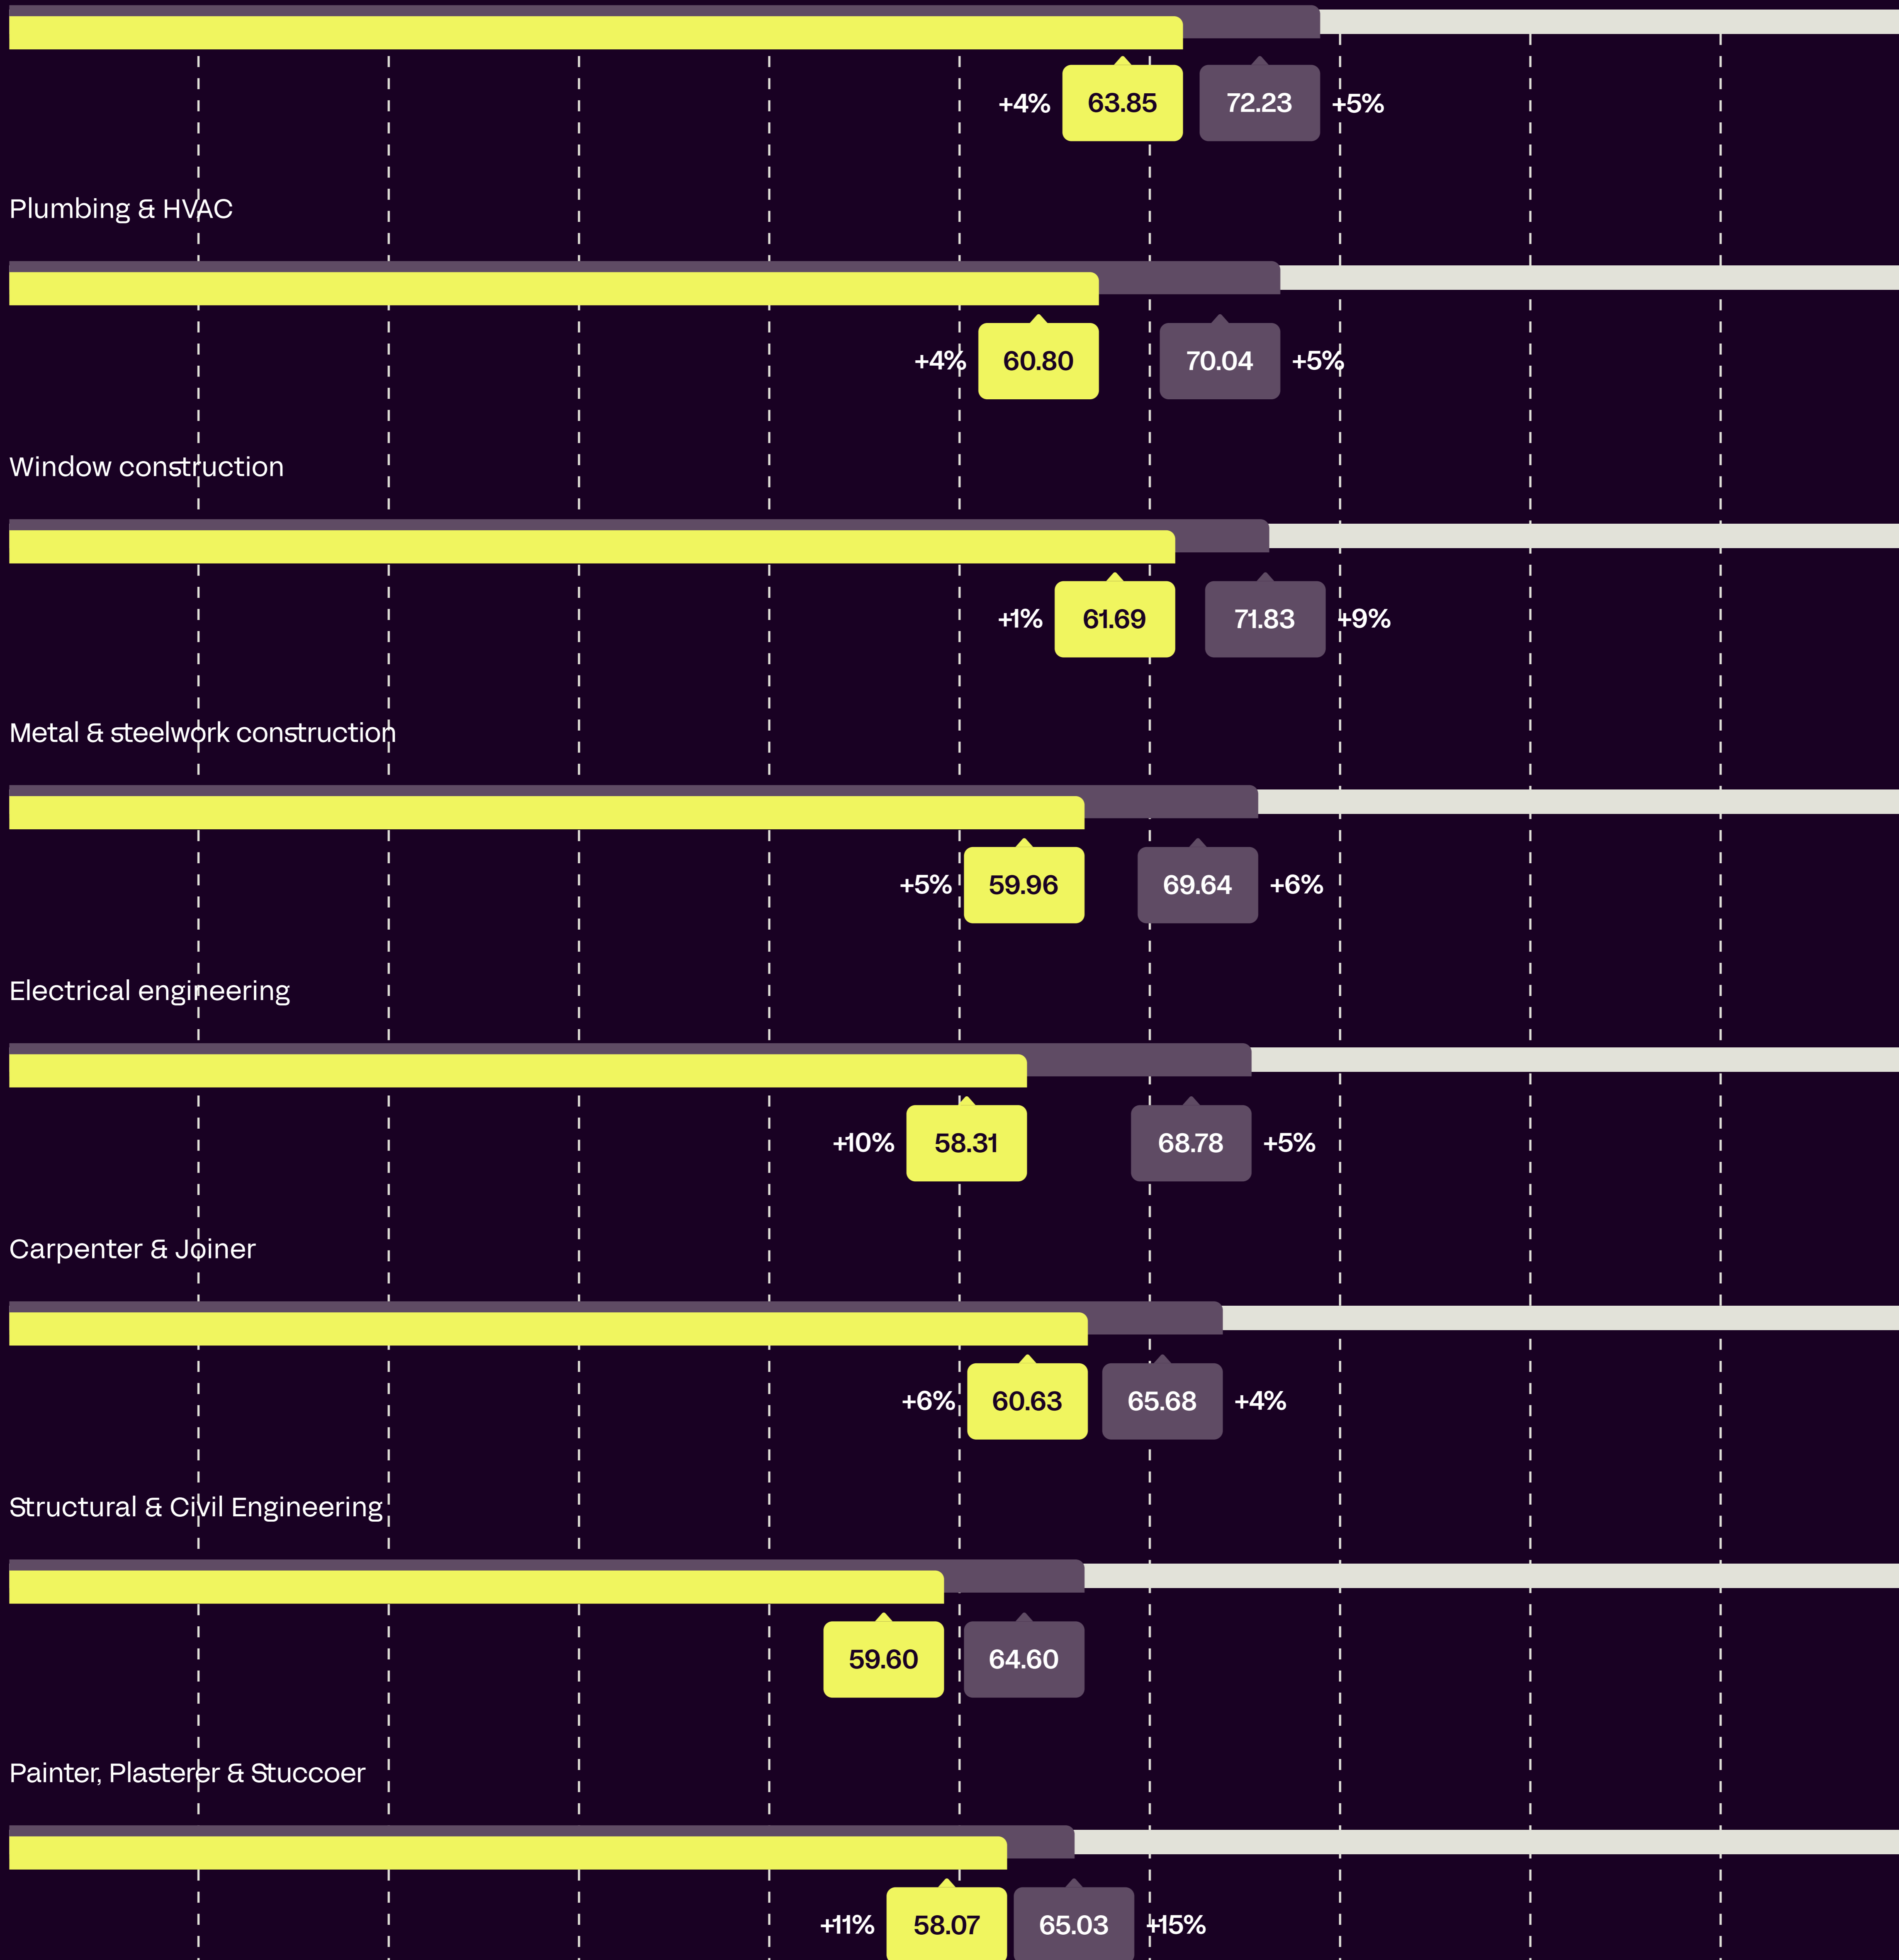 +4% 63.85 72.23 +5%
Plumbing & HVAC
+4% 60.80 70.04 +5%
Window construction
+1% 61.69 71.83 +9%
Metal & steelwork construction
+5% 59.96 69.64 +6%
Electrical engineering
+10% 58.31 68.78 +5%
Carpenter & Joiner
+6% 60.63 65.68 +4%
Structural & Civil Engineering
59.60 64.60
Painter, Plasterer & Stuccoer
+11% 58.07 65.03 +15%